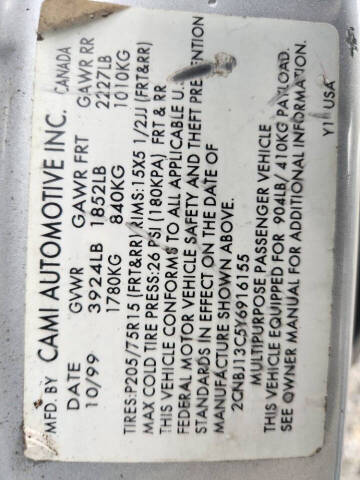 MFD. BY CAMI AUTOMOTIVE INC. CANADA
DATE GVWR GAWR FRT GAWR RR
10/99 3924LB 1852LB 2227LB
1780KG 840KG 1010KG
TIRES:P205/75R15 (FRT&RR) RIMS:15X5 1/2JJ (FRT&RR)
MAX COLD TIRE PRESS:26 PSI (180KPA) FRT & RR
THIS VEHICLE CONFORMS TO ALL APPLICABLE U.
FEDERAL MOTOR VEHICLE SAFETY AND THEFT PREVENTION
STANDARDS IN EFFECT ON THE DATE OF
MANUFACTURE SHOWN ABOVE.
2CNBJ13C5Y6916155
MULTIPURPOSE PASSENGER VEHICLE
THIS VEHICLE EQUIPPED FOR 904LB/ 410KG PAYLOAD.
SEE OWNER MANUAL FOR ADDITIONAL INFORMATION.
Y1 USA